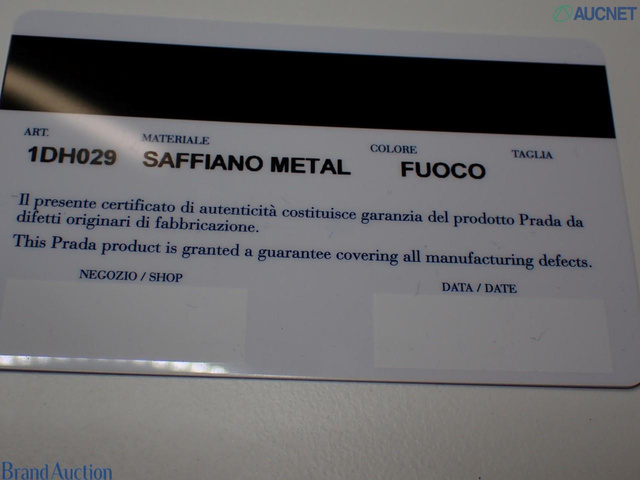 AUCNET
ART. MATERIALE COLORE TAGLIA
1DH029 SAFFIANO METAL FUOCO
Il presente certificato di autenticità costituisce garanzia del prodotto Prada da
difetti originari di fabbricazione.
This Prada product is granted a guarantee covering all manufacturing defects.
NEGOZIO / SHOP DATA / DATE
Brand Auction